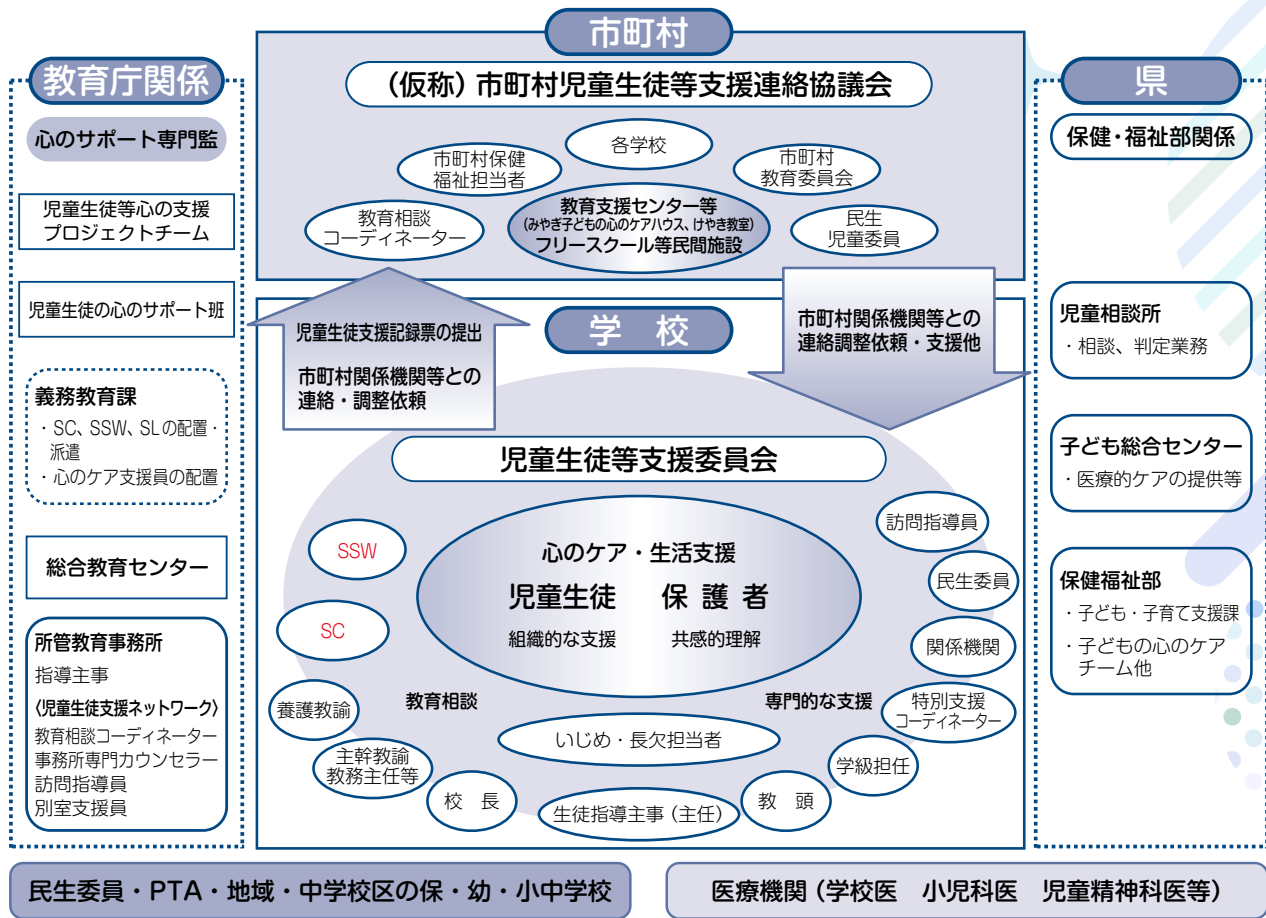 市町村
(仮称) 市町村児童生徒等支援連絡協議会
各学校
市町村保健
福祉担当者
市町村
教育委員会
教育相談
コーディネーター
教育支援センター等
(みやぎ子どもの心のケアハウス、けやき教室)
フリースクール等民間施設
民生
児童委員
教育庁関係
心のサポート専門監
児童生徒等心の支援
プロジェクトチーム
児童生徒の心のサポート班
義務教育課
・SC、SSW、SLの配置・
派遣
・心のケア支援員の配置
総合教育センター
所管教育事務所
指導主事
〈児童生徒支援ネットワーク〉
教育相談コーディネーター
事務所専門カウンセラー
訪問指導員
別室支援員
児童生徒支援記録票の提出
市町村関係機関等との
連絡・調整依頼
学 校
市町村関係機関等との
連絡調整依頼・支援他
児童生徒等支援委員会
心のケア・生活支援
児童生徒 保護者
組織的な支援 共感的理解
SSW
SC
養護教諭
主幹教諭
教務主任等
校 長
教育相談
いじめ・長欠担当者
生徒指導主事 (主任)
専門的な支援
教 頭
学級担任
特別支援
コーディネーター
関係機関
民生委員
訪問指導員
県
保健・福祉部関係
児童相談所
・相談、判定業務
子ども総合センター
・医療的ケアの提供等
保健福祉部
・子ども・子育て支援課
・子どもの心のケア
チーム他
民生委員・PTA・地域・中学校区の保・幼・小中学校
医療機関 (学校医 小児科医 児童精神科医等)